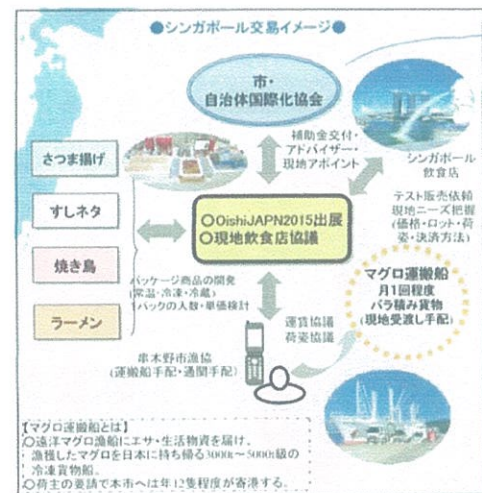 ●シンガポール交易イメージ●
市・
自治体国際化協会
補助金交付・
アドバイザー・
現地アポイント
シンガポール
飲食店
さつま揚げ
すしネタ
焼き鳥
ラーメン
〇OishiJAPN2015出展
〇現地飲食店協議
テスト販売依頼
現地ニーズ把握
(価格・ロット・荷
姿・決済方法)
パッケージ商品の開発
(常温・冷凍・冷蔵)
1パックの人数・単価検討
マグロ運搬船
月1回程度
バラ積み貨物
(現地受渡し手配)
運賃協議
荷姿協議
串木野市漁協
(運搬船手配・通関手配)
【マグロ運搬船とは】
〇遠洋マグロ漁船にエサ・生活物資を届け、
漁獲したマグロを日本に持ち帰る3000t～5000t級の
冷凍貨物船。
〇荷主の要請で本市へは年12隻程度が寄港する。